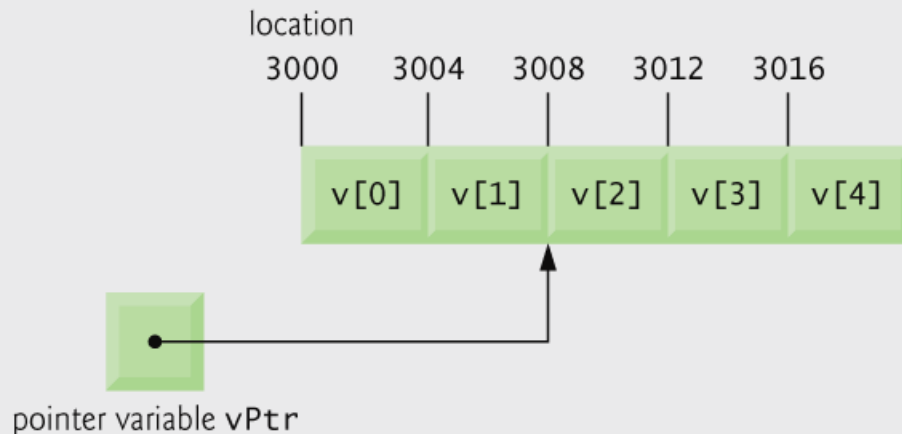 location
3000 3004 3008 3012 3016
v[0] v[1] v[2] v[3] v[4]
pointer variable vPtr